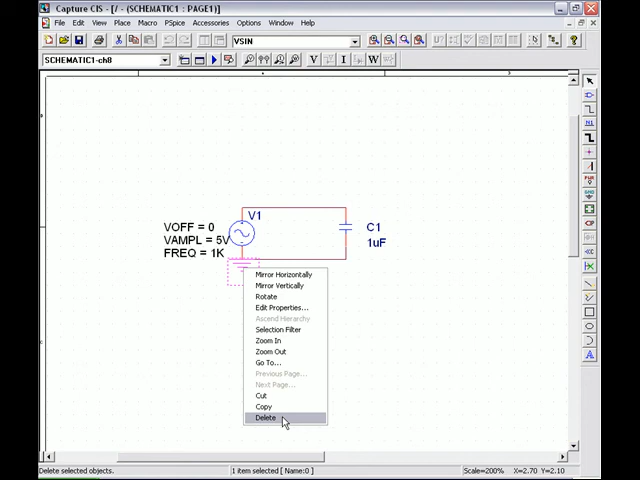 Capture CIS - [/ - (SCHEMATIC1 : PAGE1)]
File Edit View Place Macro PSpice Accessories Options Window Help
VSIN
U?
SCHEMATIC1-ch8
V I W
V1
VOFF = 0
VAMPL = 5V
FREQ = 1K
C1
1uF
Mirror Horizontally
Mirror Vertically
Rotate
Edit Properties...
Ascend Hierarchy
Selection Filter
Zoom In
Zoom Out
Go To...
Previous Page...
Next Page...
Cut
Copy
Delete
Delete selected objects.
1 item selected [ Name:0 ]
Scale=200%
X=2.70 Y=2.10